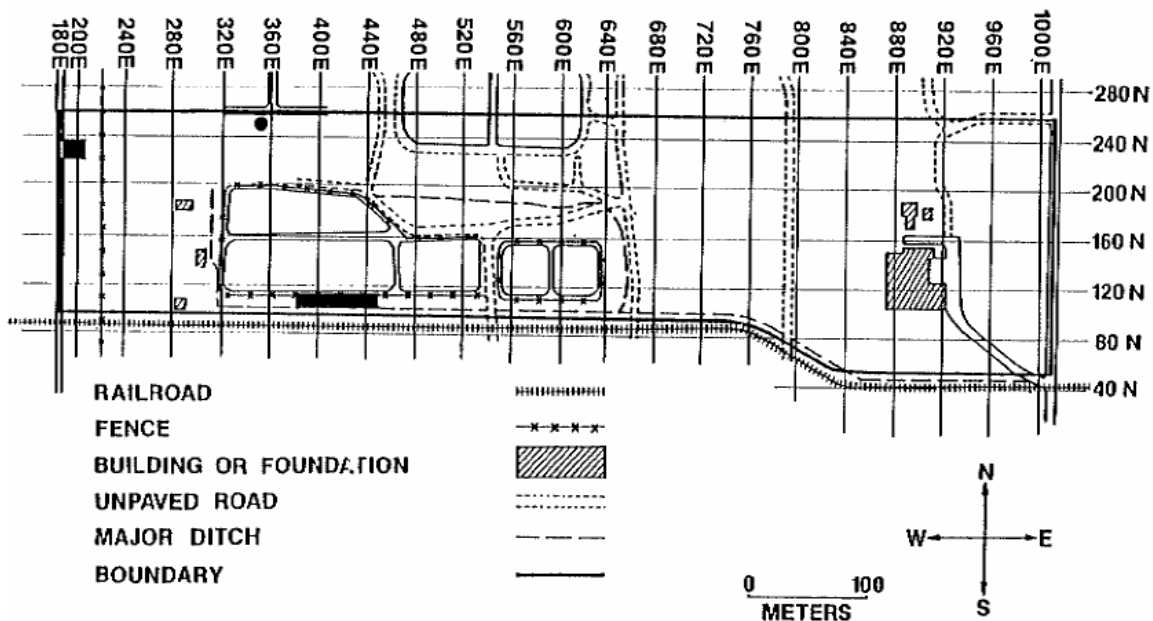 180E
200E
240E
280E
320E
360E
400E
440E
480E
520E
560E
600E
640E
680E
720E
760E
800E
840E
880E
920E
960E
1000E
280 N
240 N
200 N
160 N
120 N
80 N
40 N
RAILROAD
FENCE
BUILDING OR FOUNDATION
UNPAVED ROAD
MAJOR DITCH
BOUNDARY
N
W E
S
0 100
METERS